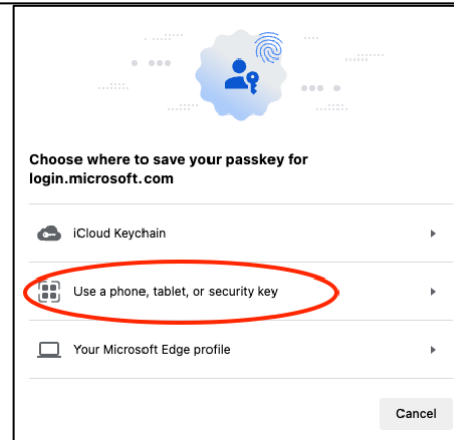 Choose where to save your passkey for
login.microsoft.com
iCloud Keychain
Use a phone, tablet, or security key
Your Microsoft Edge profile
Cancel